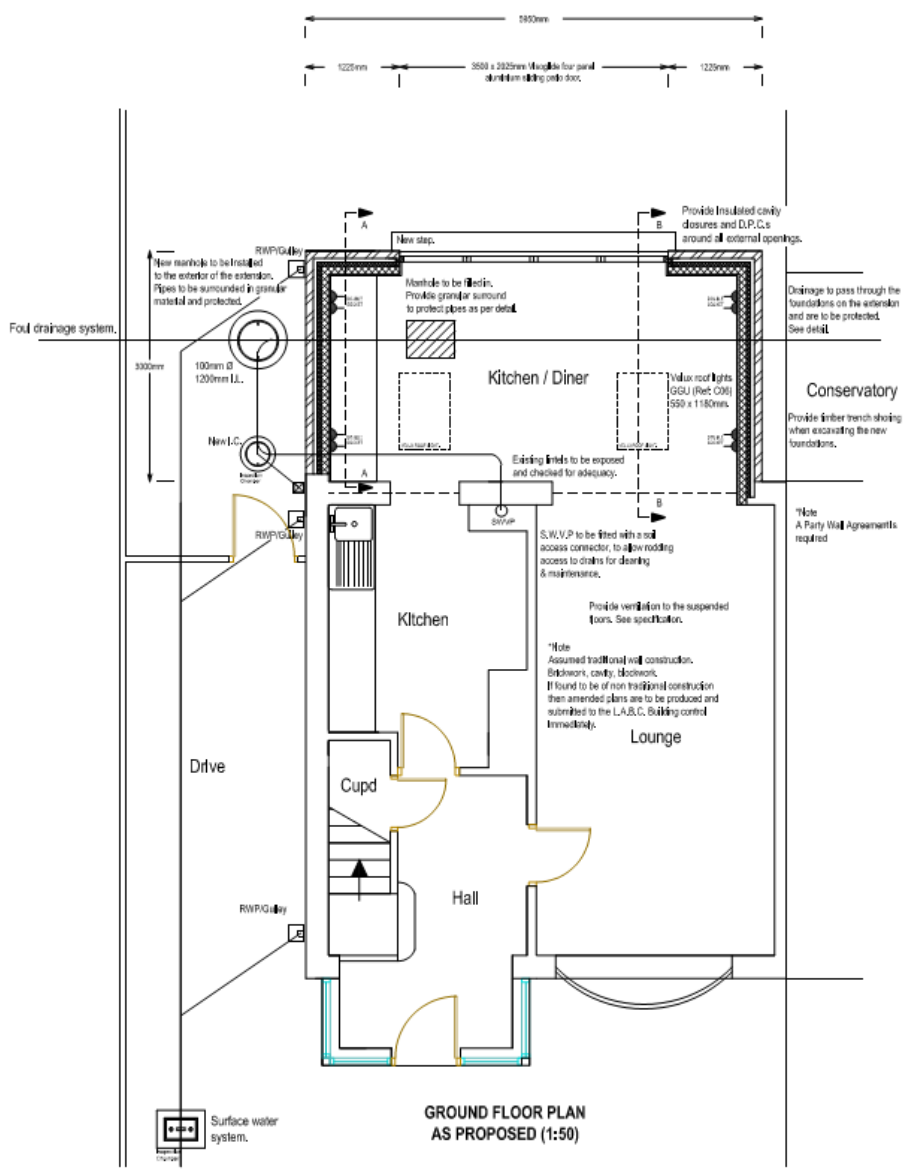 5950mm
1225mm
3500 x 2025mm Visoglide four panel
aluminium sliding patio door.
1225mm
A
B
Provide Insulated cavity
closures and D.P.C.s
around all external openings.
New step.
RWP/Gulley
New manhole to be Installed
to the exterior of the extension.
Pipes to be surrounded in granular
material and protected.
Manhole to be filled in.
Provide granular surround
to protect pipes as per detail.
Drainage to pass through the
foundations on the extension
and are to be protected.
See detail.
Foul drainage system.
3000mm
100mm Ø
1200mm I.L.
Kitchen / Diner
Velux roof lights
GGU (Ref: C06)
550 x 1180mm.
Conservatory
Provide timber trench shoring
when excavating the new
foundations.
New I.C.
Existing lintels to be exposed
and checked for adequacy.
A
B
SWVP
*Note
A Party Wall Agreement is
required
RWP/Gulley
S.W.V.P to be fitted with a soil
access connector, to allow rodding
access to drains for cleaning
& maintenance.
Kitchen
Provide ventilation to the suspended
floors. See specification.
*Note
Assumed traditional wall construction.
Brickwork, cavity, blockwork.
If found to be of non traditional construction
then amended plans are to be produced and
submitted to the L.A.B.C. Building control
Immediately.
Lounge
Drive
Cupd
Hall
RWP/Gulley
GROUND FLOOR PLAN
AS PROPOSED (1:50)
Surface water
system.